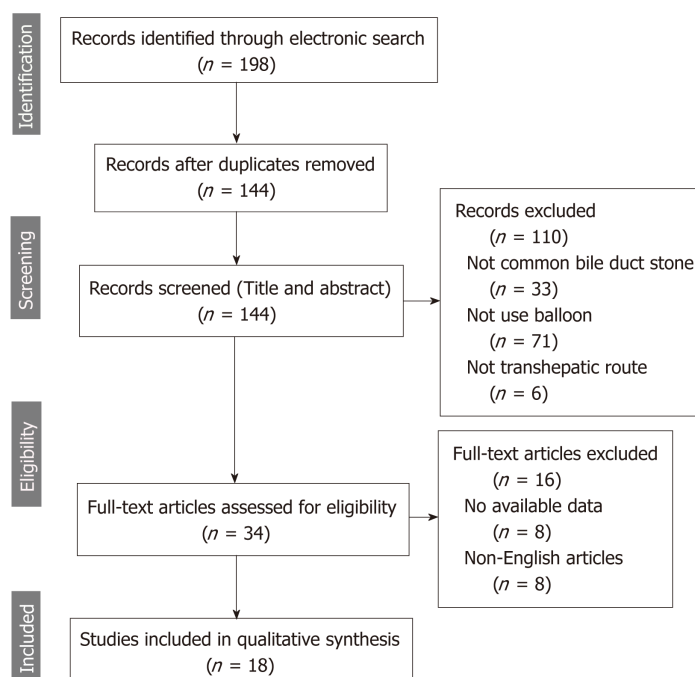 Identification
Records identified through electronic search
(n = 198)
Records after duplicates removed
(n = 144)
Screening
Records screened (Title and abstract)
(n = 144)
Records excluded
(n = 110)
Not common bile duct stone
(n = 33)
Not use balloon
(n = 71)
Not transhepatic route
(n = 6)
Eligibility
Full-text articles assessed for eligibility
(n = 34)
Full-text articles excluded
(n = 16)
No available data
(n = 8)
Non-English articles
(n = 8)
Included
Studies included in qualitative synthesis
(n = 18)